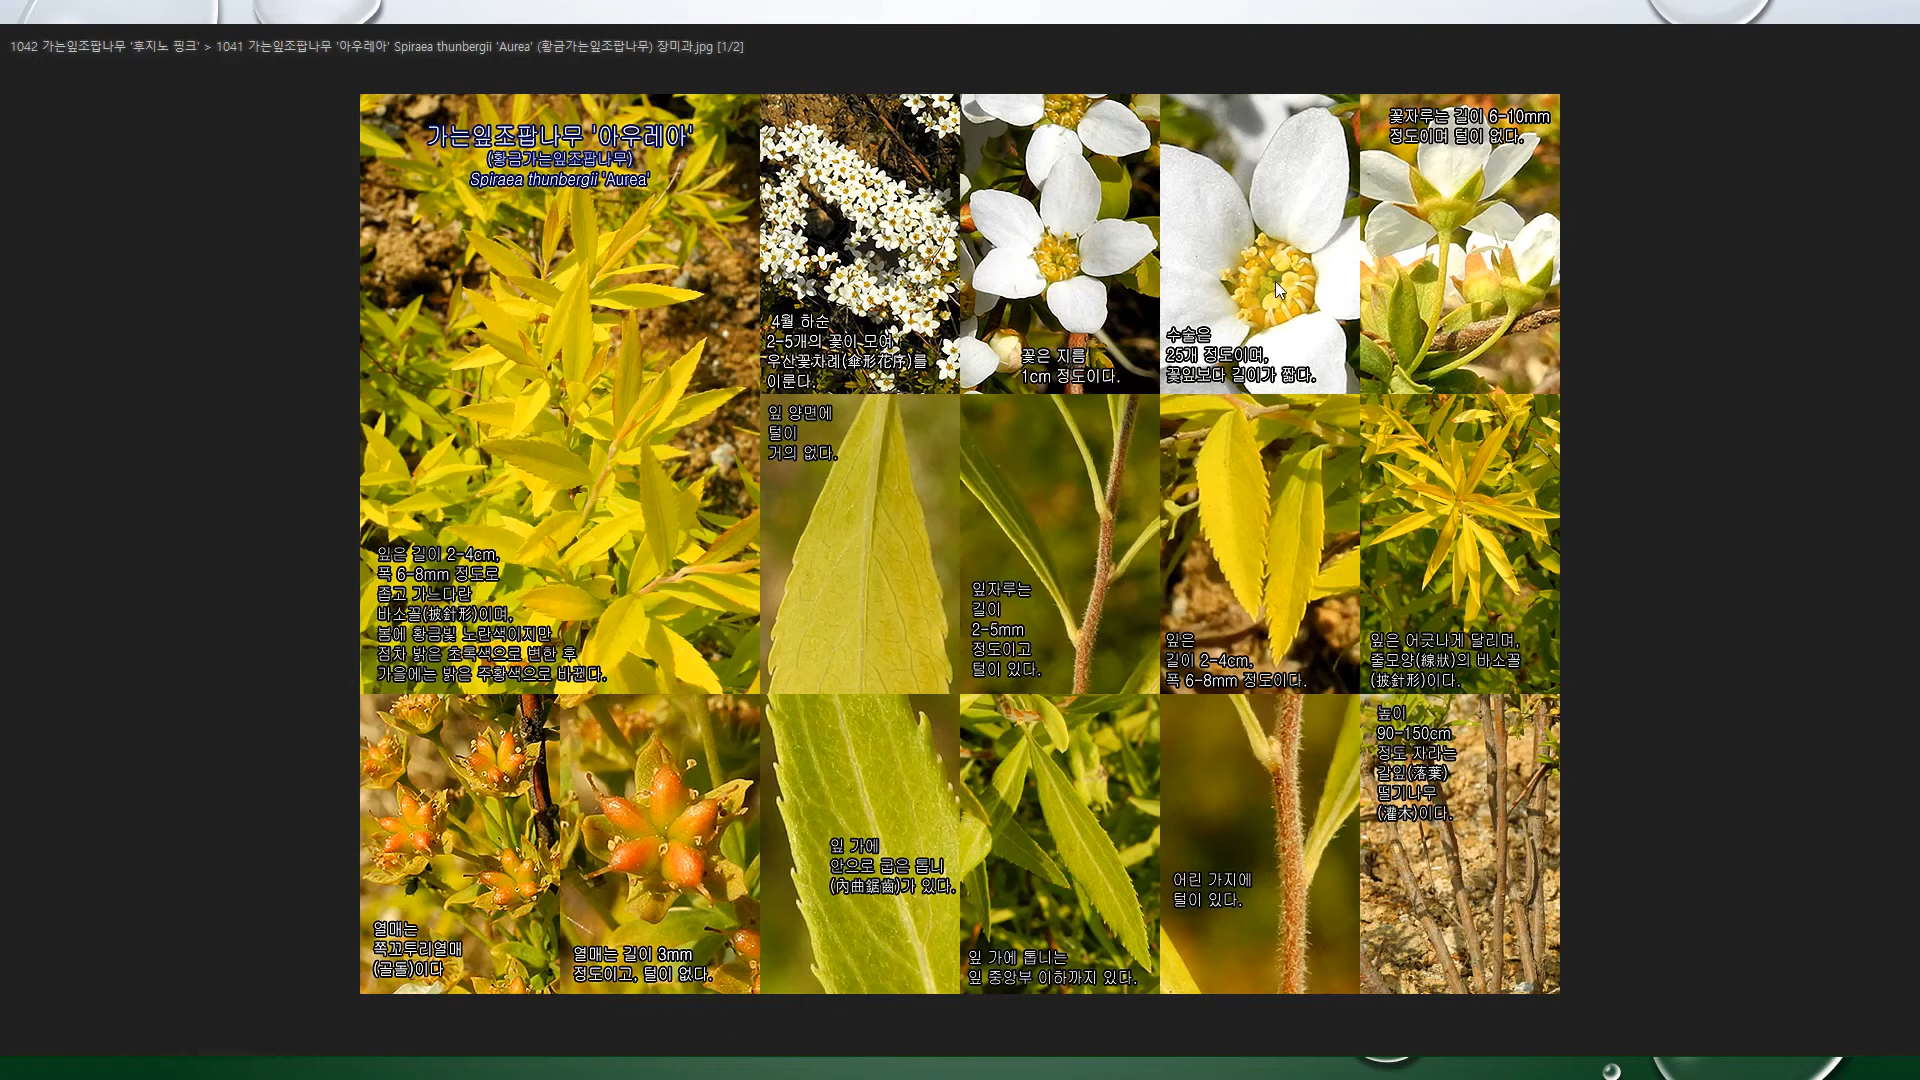 1042 가는잎조팝나무 '후지노 핑크' > 1041 가는잎조팝나무 '아우레아' Spiraea thunbergii 'Aurea' (황금가는잎조팝나무) 장미과.jpg [1/2]
가는잎조팝나무 '아우레아'
(황금가는잎조팝나무)
Spiraea thunbergii 'Aurea'
잎은 길이 2-4cm,
폭 6-8mm 정도로
좁고 가느다란
바소꼴(披針形)이며,
봄에 황금빛 노란색이지만
점차 밝은 초록색으로 변한 후
가을에는 밝은 주황색으로 바뀐다.
4월 하순
2-5개의 꽃이 모여
우산꽃차례(傘形花序)를
이룬다.
꽃은 지름
1cm 정도이다.
수술은
25개 정도이며,
꽃잎보다 길이가 짧다.
꽃자루는 길이 6-10mm
정도이며 털이 없다.
잎 양면에
털이
거의 없다.
잎자루는
길이
2-5mm
정도이고
털이 있다.
잎은
길이 2-4cm,
폭 6-8mm 정도이다.
잎은 어긋나게 달리며,
줄모양(線狀)의 바소꼴
(披針形)이다.
열매는
쪽꼬투리열매
(골돌)이다
열매는 길이 3mm
정도이고, 털이 없다.
잎 가에
안으로 굽은 톱니
(內曲鋸齒)가 있다.
잎 가에 톱니는
잎 중앙부 이하까지 있다.
어린 가지에
털이 있다.
높이
90-150cm
정도 자라는
갈잎(落葉)
떨기나무
(灌木)이다.